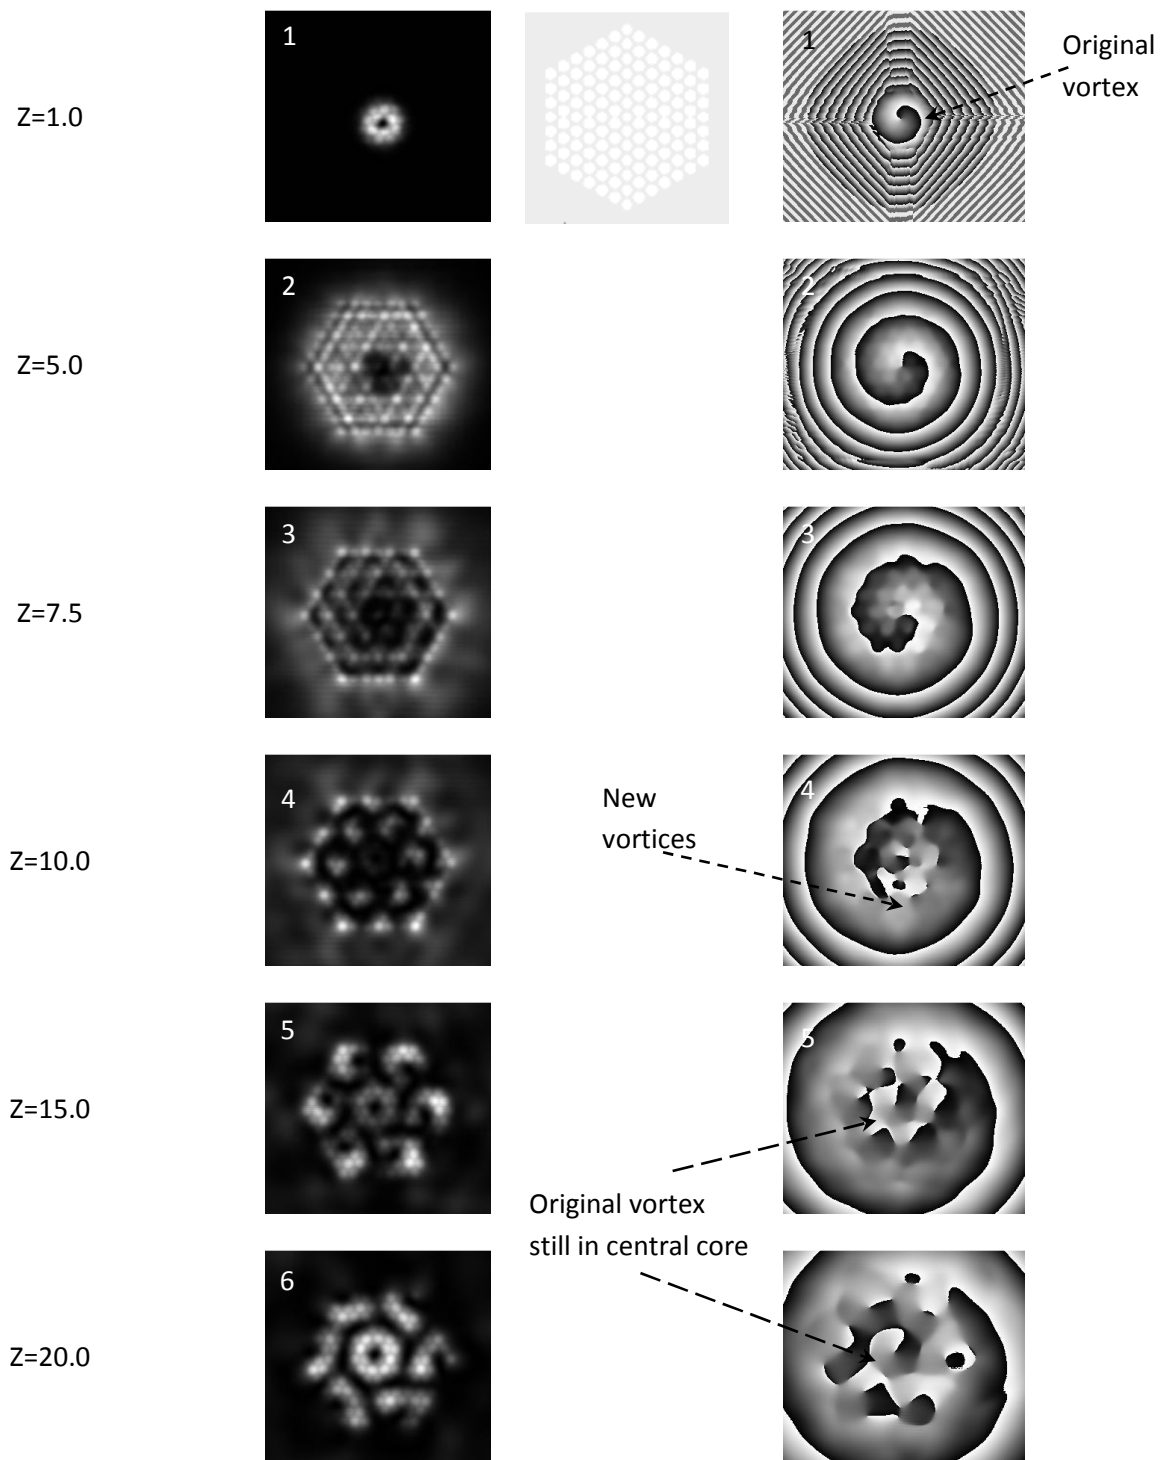 1
1
Original
vortex
Z=1.0
2
2
Z=5.0
3
3
Z=7.5
4
4
New
vortices
Z=10.0
5
5
Z=15.0
Original vortex
still in central core
6
6
Z=20.0